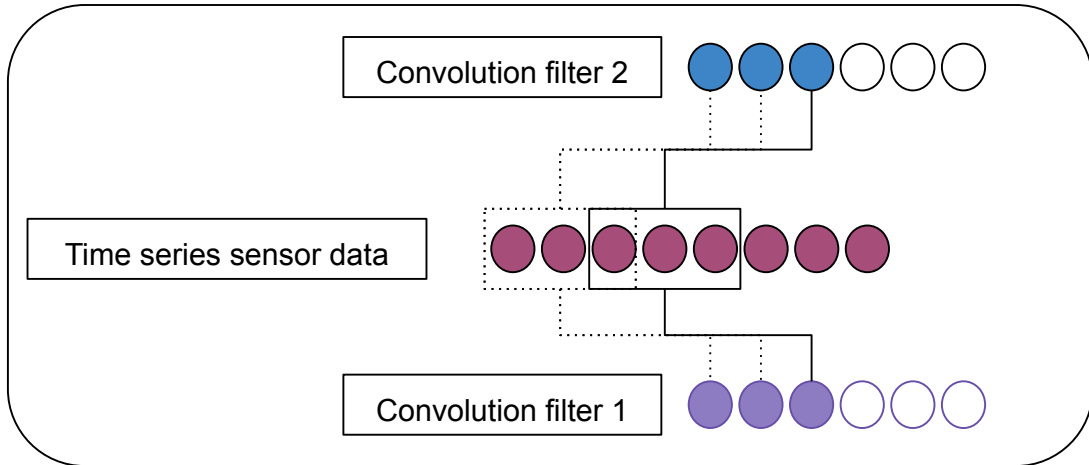 Convolution filter 2
Time series sensor data
Convolution filter 1